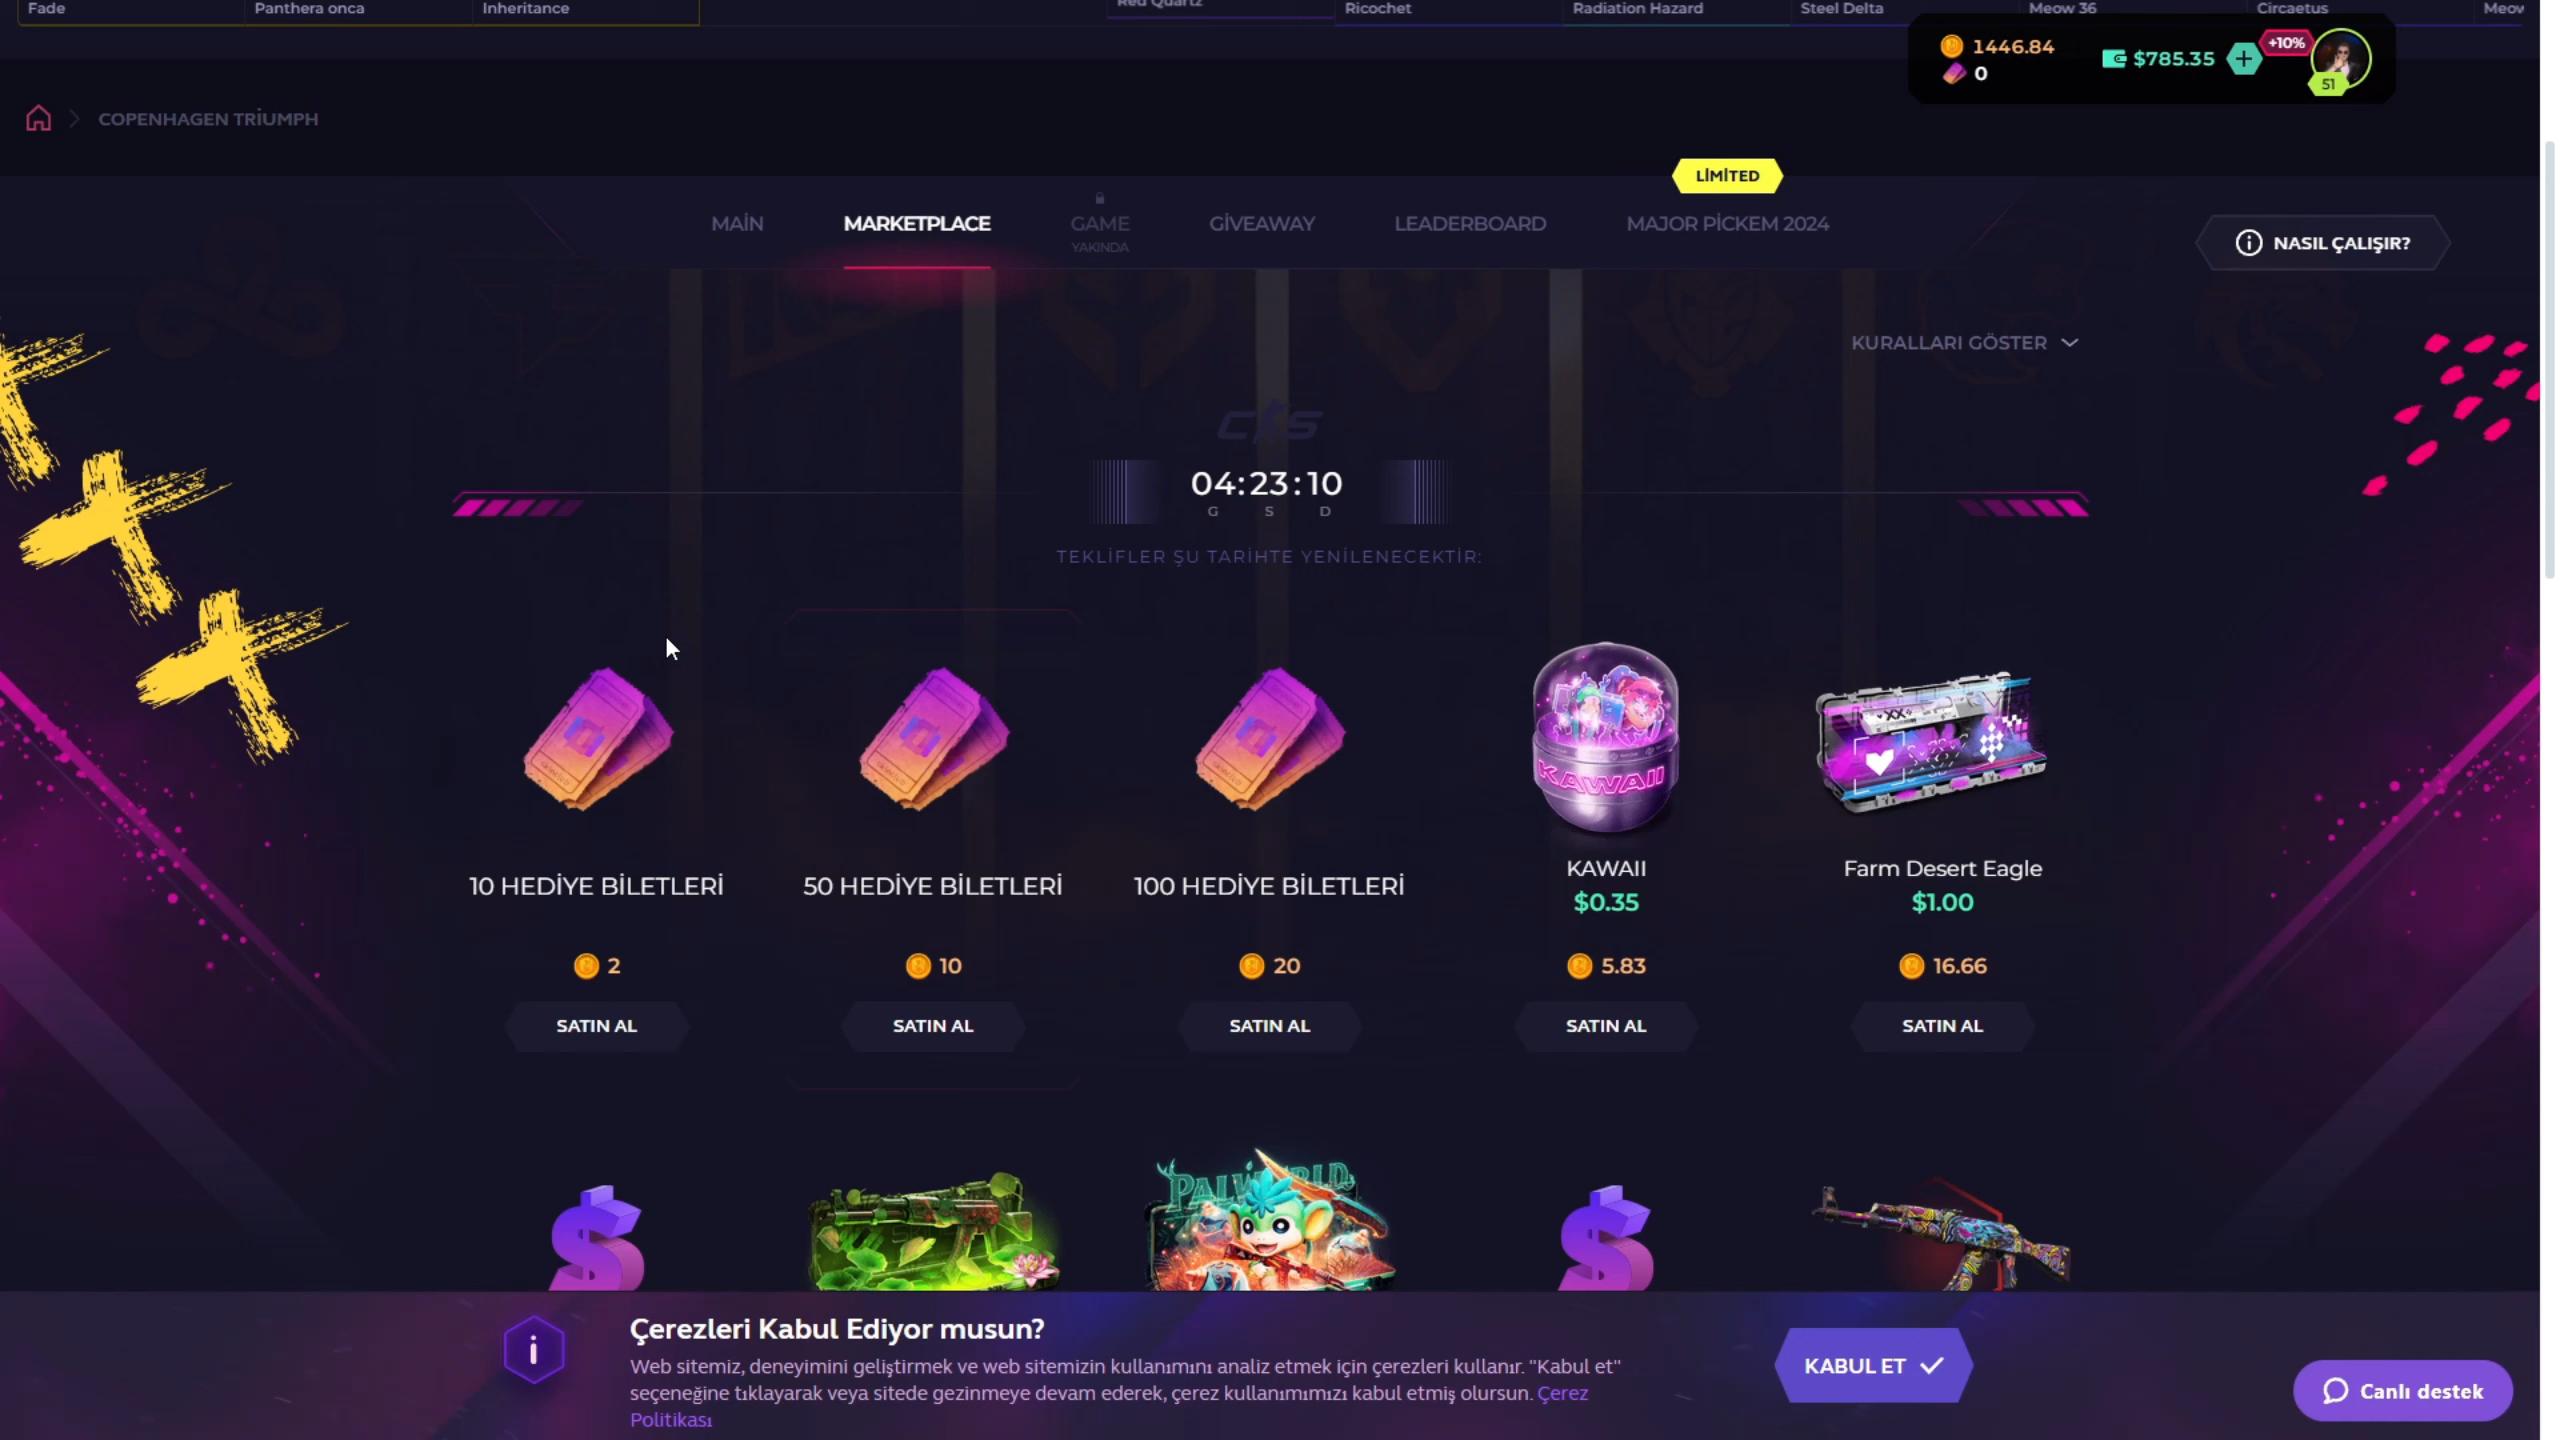 Fade
Panthera onca
Inheritance
Red Quartz
Ricochet
Radiation Hazard
Steel Delta
Meow 36
Circaetus
1446.84
0
$785.35
+10%
51
COPENHAGEN TRİUMPH
LİMİTED
MAİN
MARKETPLACE
GAME
YAKINDA
GİVEAWAY
LEADERBOARD
MAJOR PİCKEM 2024
NASIL ÇALIŞIR?
KURALLARI GÖSTER
04:23:10
G S D
TEKLİFLER ŞU TARİHTE YENİLENECEKTİR:
KAWAII
10 HEDİYE BİLETLERİ
50 HEDİYE BİLETLERİ
100 HEDİYE BİLETLERİ
KAWAII
$0.35
Farm Desert Eagle
$1.00
2
10
20
5.83
16.66
SATIN AL
SATIN AL
SATIN AL
SATIN AL
SATIN AL
PALWORLD
Çerezleri Kabul Ediyor musun?
Web sitemiz, deneyimini geliştirmek ve web sitemizin kullanımını analiz etmek için çerezleri kullanır. "Kabul et"
seçeneğine tıklayarak veya sitede gezinmeye devam ederek, çerez kullanımımızı kabul etmiş olursun. Çerez
Politikası
KABUL ET
Canlı destek